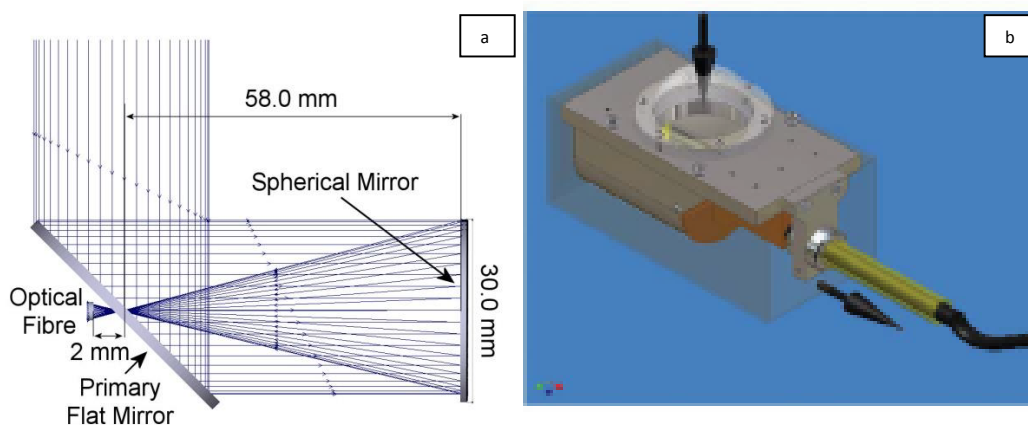 a
58.0 mm
Spherical Mirror
30.0 mm
Optical
Fibre
2 mm
Primary
Flat Mirror
b